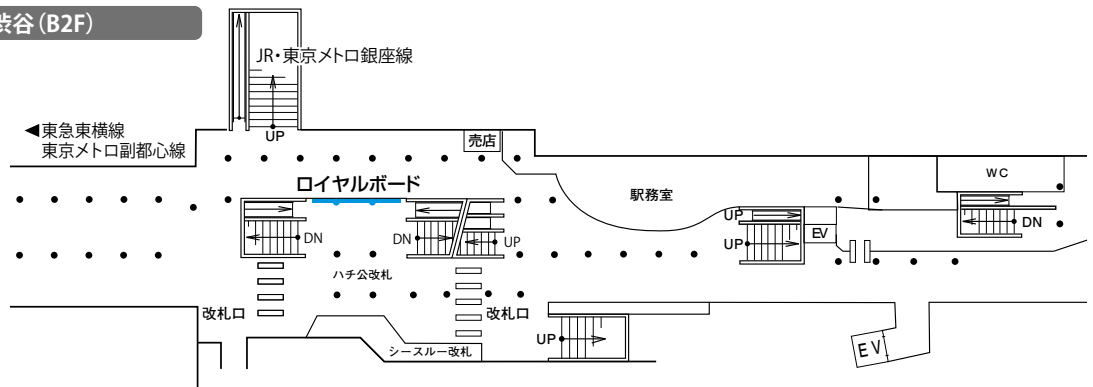 渋谷（B2F）
JR・東京メトロ銀座線
◀東急東横線
東京メトロ副都心線
UP
売店
ロイヤルボード
駅務室
WC
DN
DN
UP
UP
UP
EV
DN
ハチ公改札
改札口
改札口
シースルー改札
UP
EV